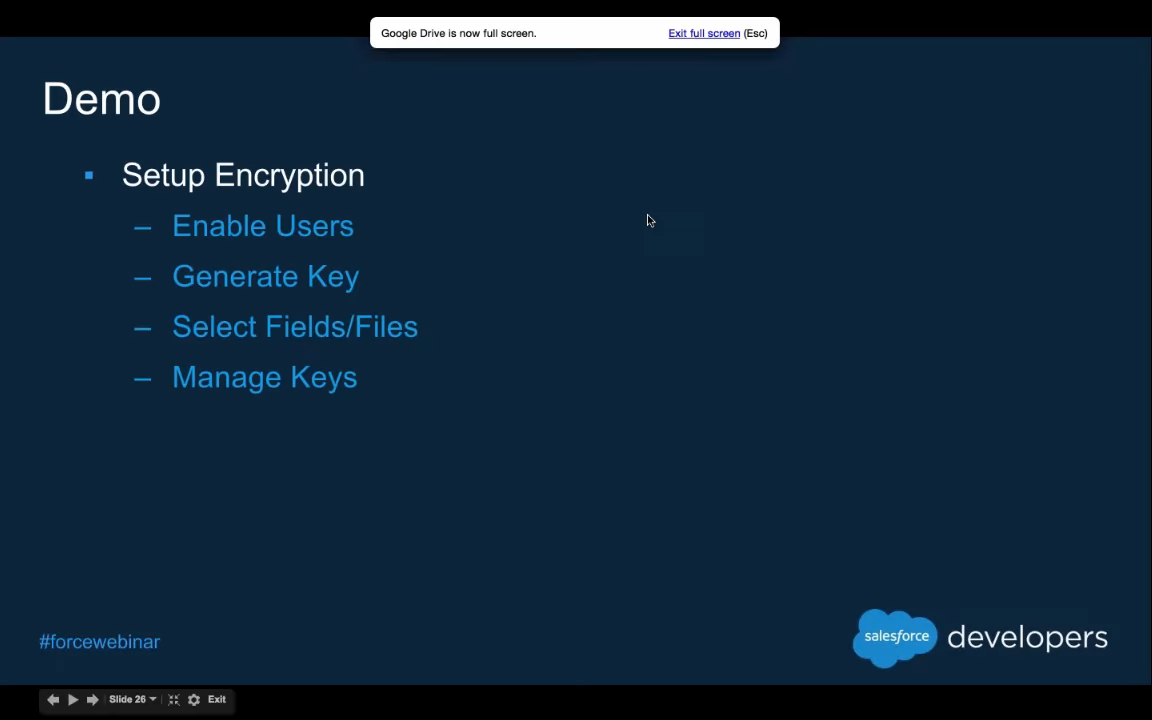 Google Drive is now full screen. Exit full screen (Esc)
Demo
▪ Setup Encryption
– Enable Users
– Generate Key
– Select Fields/Files
– Manage Keys
#forcewebinar
salesforce developers
Slide 26 Exit